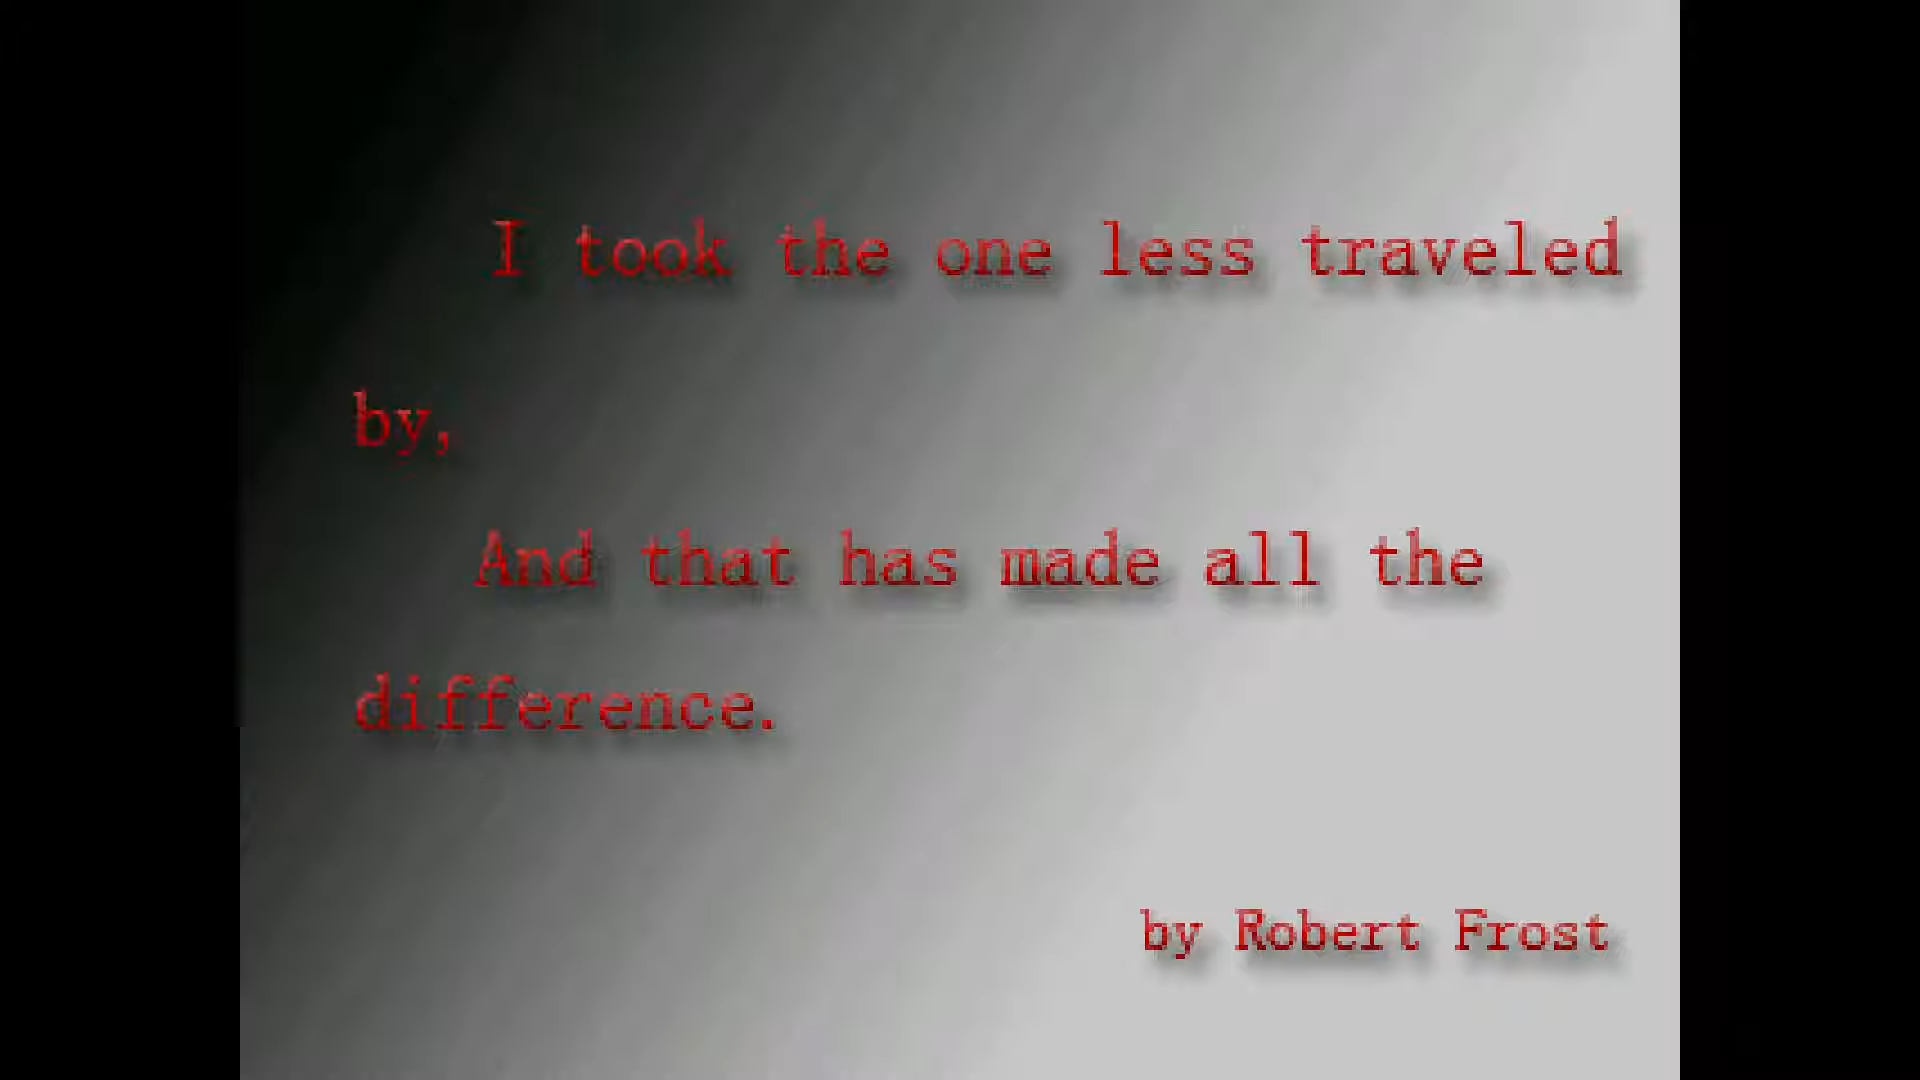 I took the one less traveled
by,
And that has made all the
difference.
by Robert Frost